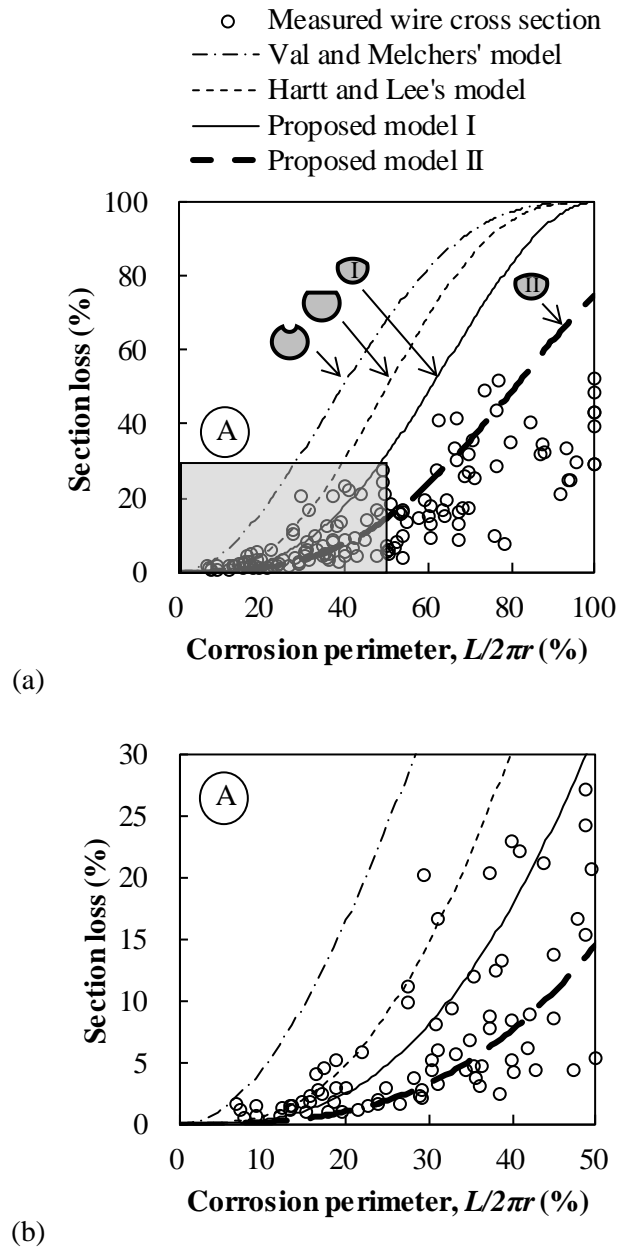 Measured wire cross section
Val and Melchers' model
Hartt and Lee's model
Proposed model I
Proposed model II
100
80
60
40
20
0
Section loss (%)
I
II
A
0 20 40 60 80 100
Corrosion perimeter, L/2πr (%)
(a)
30
25
20
15
10
5
0
Section loss (%)
A
0 10 20 30 40 50
Corrosion perimeter, L/2πr (%)
(b)